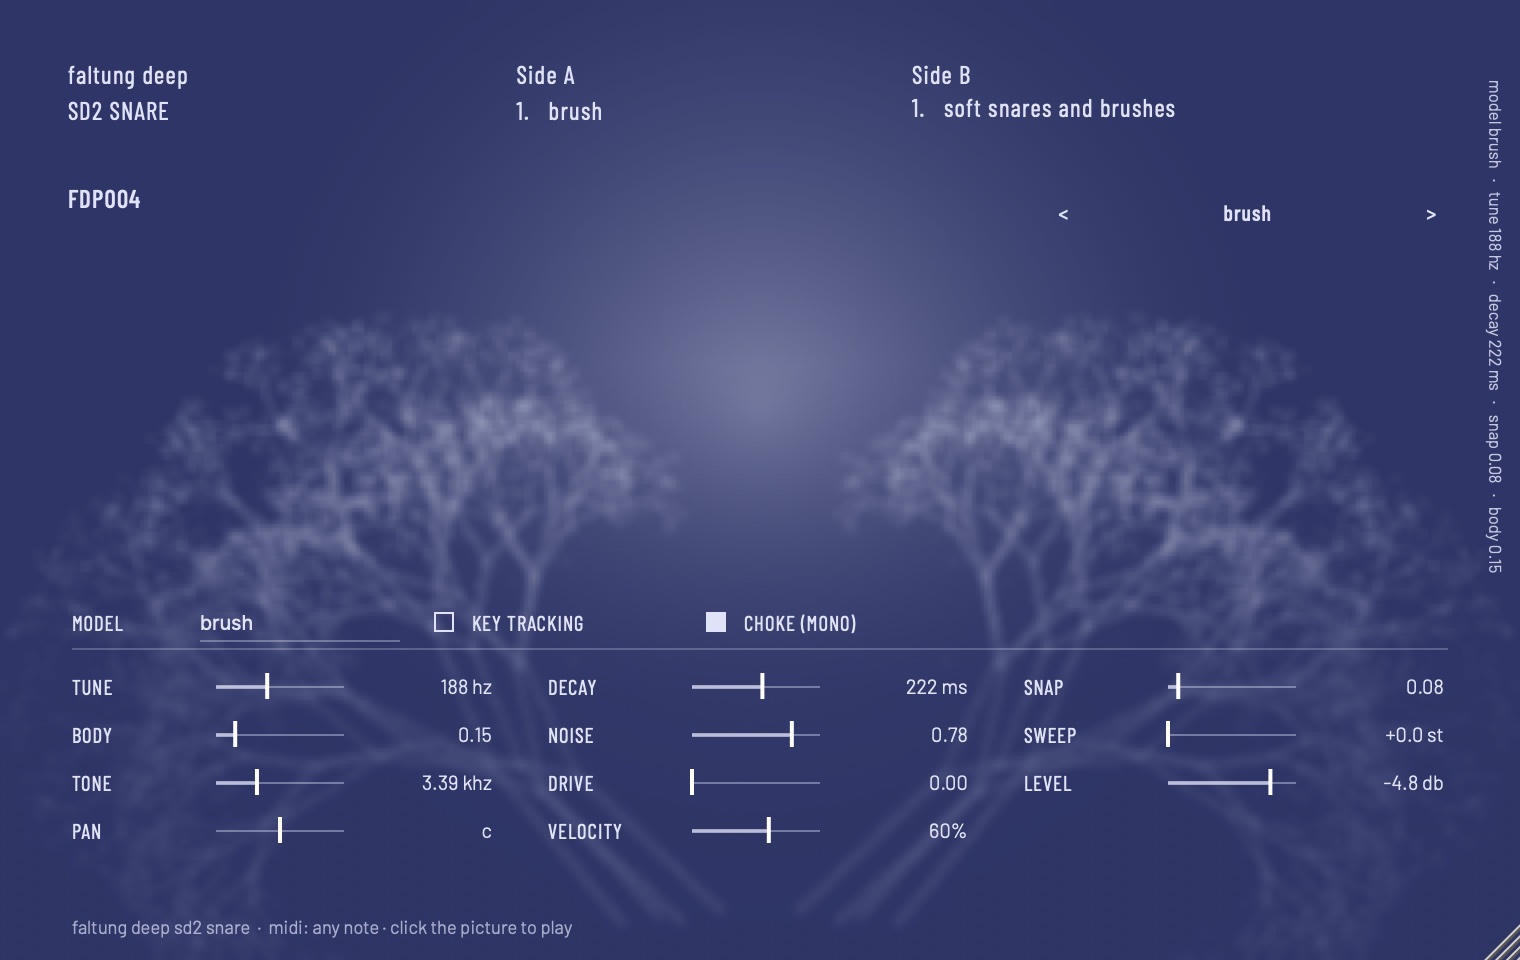 faltung deep
SD2 SNARE
FDP004
Side A
1. brush
Side B
1. soft snares and brushes
< brush >
model brush · tune 188 hz · decay 222 ms · snap 0.08 · body 0.15
MODEL brush KEY TRACKING CHOKE (MONO)
TUNE 188 hz DECAY 222 ms SNAP 0.08
BODY 0.15 NOISE 0.78 SWEEP +0.0 st
TONE 3.39 khz DRIVE 0.00 LEVEL -4.8 db
PAN c VELOCITY 60%
faltung deep sd2 snare · midi: any note · click the picture to play